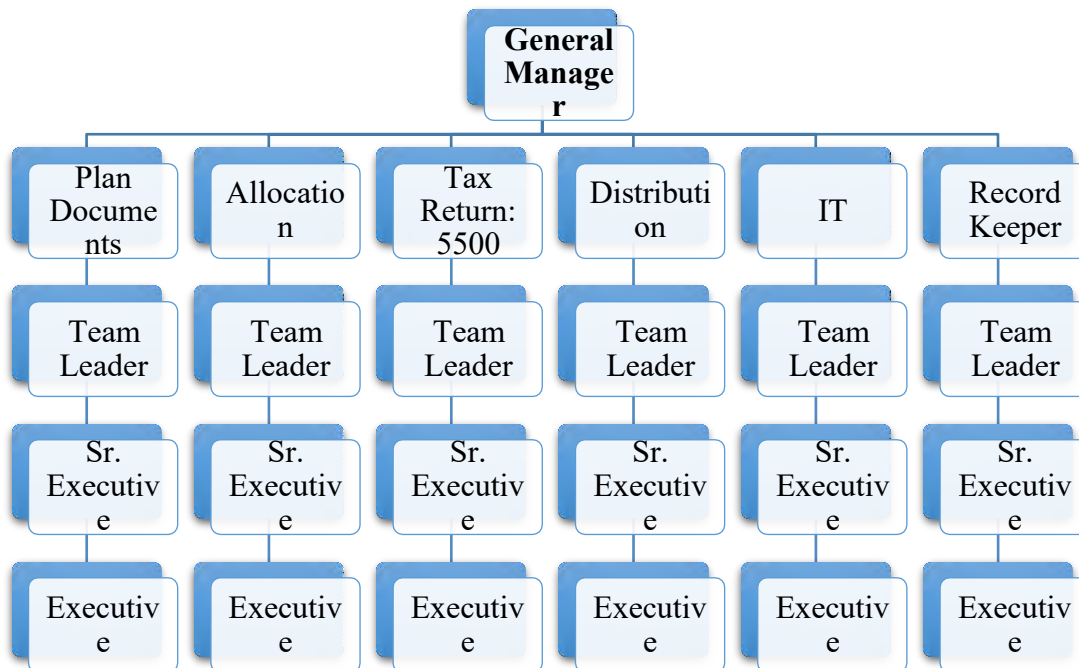 General
Manage
r
Plan
Docume
nts
Allocatio
n
Tax
Return:
5500
Distributi
on
IT
Record
Keeper
Team
Leader
Team
Leader
Team
Leader
Team
Leader
Team
Leader
Team
Leader
Sr.
Executiv
e
Sr.
Executiv
e
Sr.
Executiv
e
Sr.
Executiv
e
Sr.
Executiv
e
Sr.
Executiv
e
Executiv
e
Executiv
e
Executiv
e
Executiv
e
Executiv
e
Executiv
e